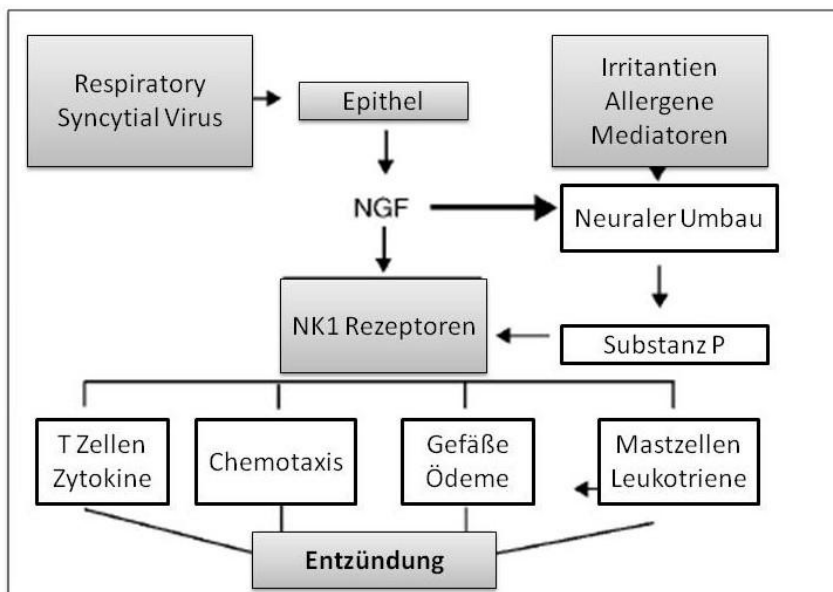 Respiratory
Syncytial Virus
Epithel
Irritantien
Allergene
Mediatoren
NGF
Neuraler Umbau
NK1 Rezeptoren
Substanz P
T Zellen
Zytokine
Chemotaxis
Gefäße
Ödeme
Mastzellen
Leukotriene
Entzündung